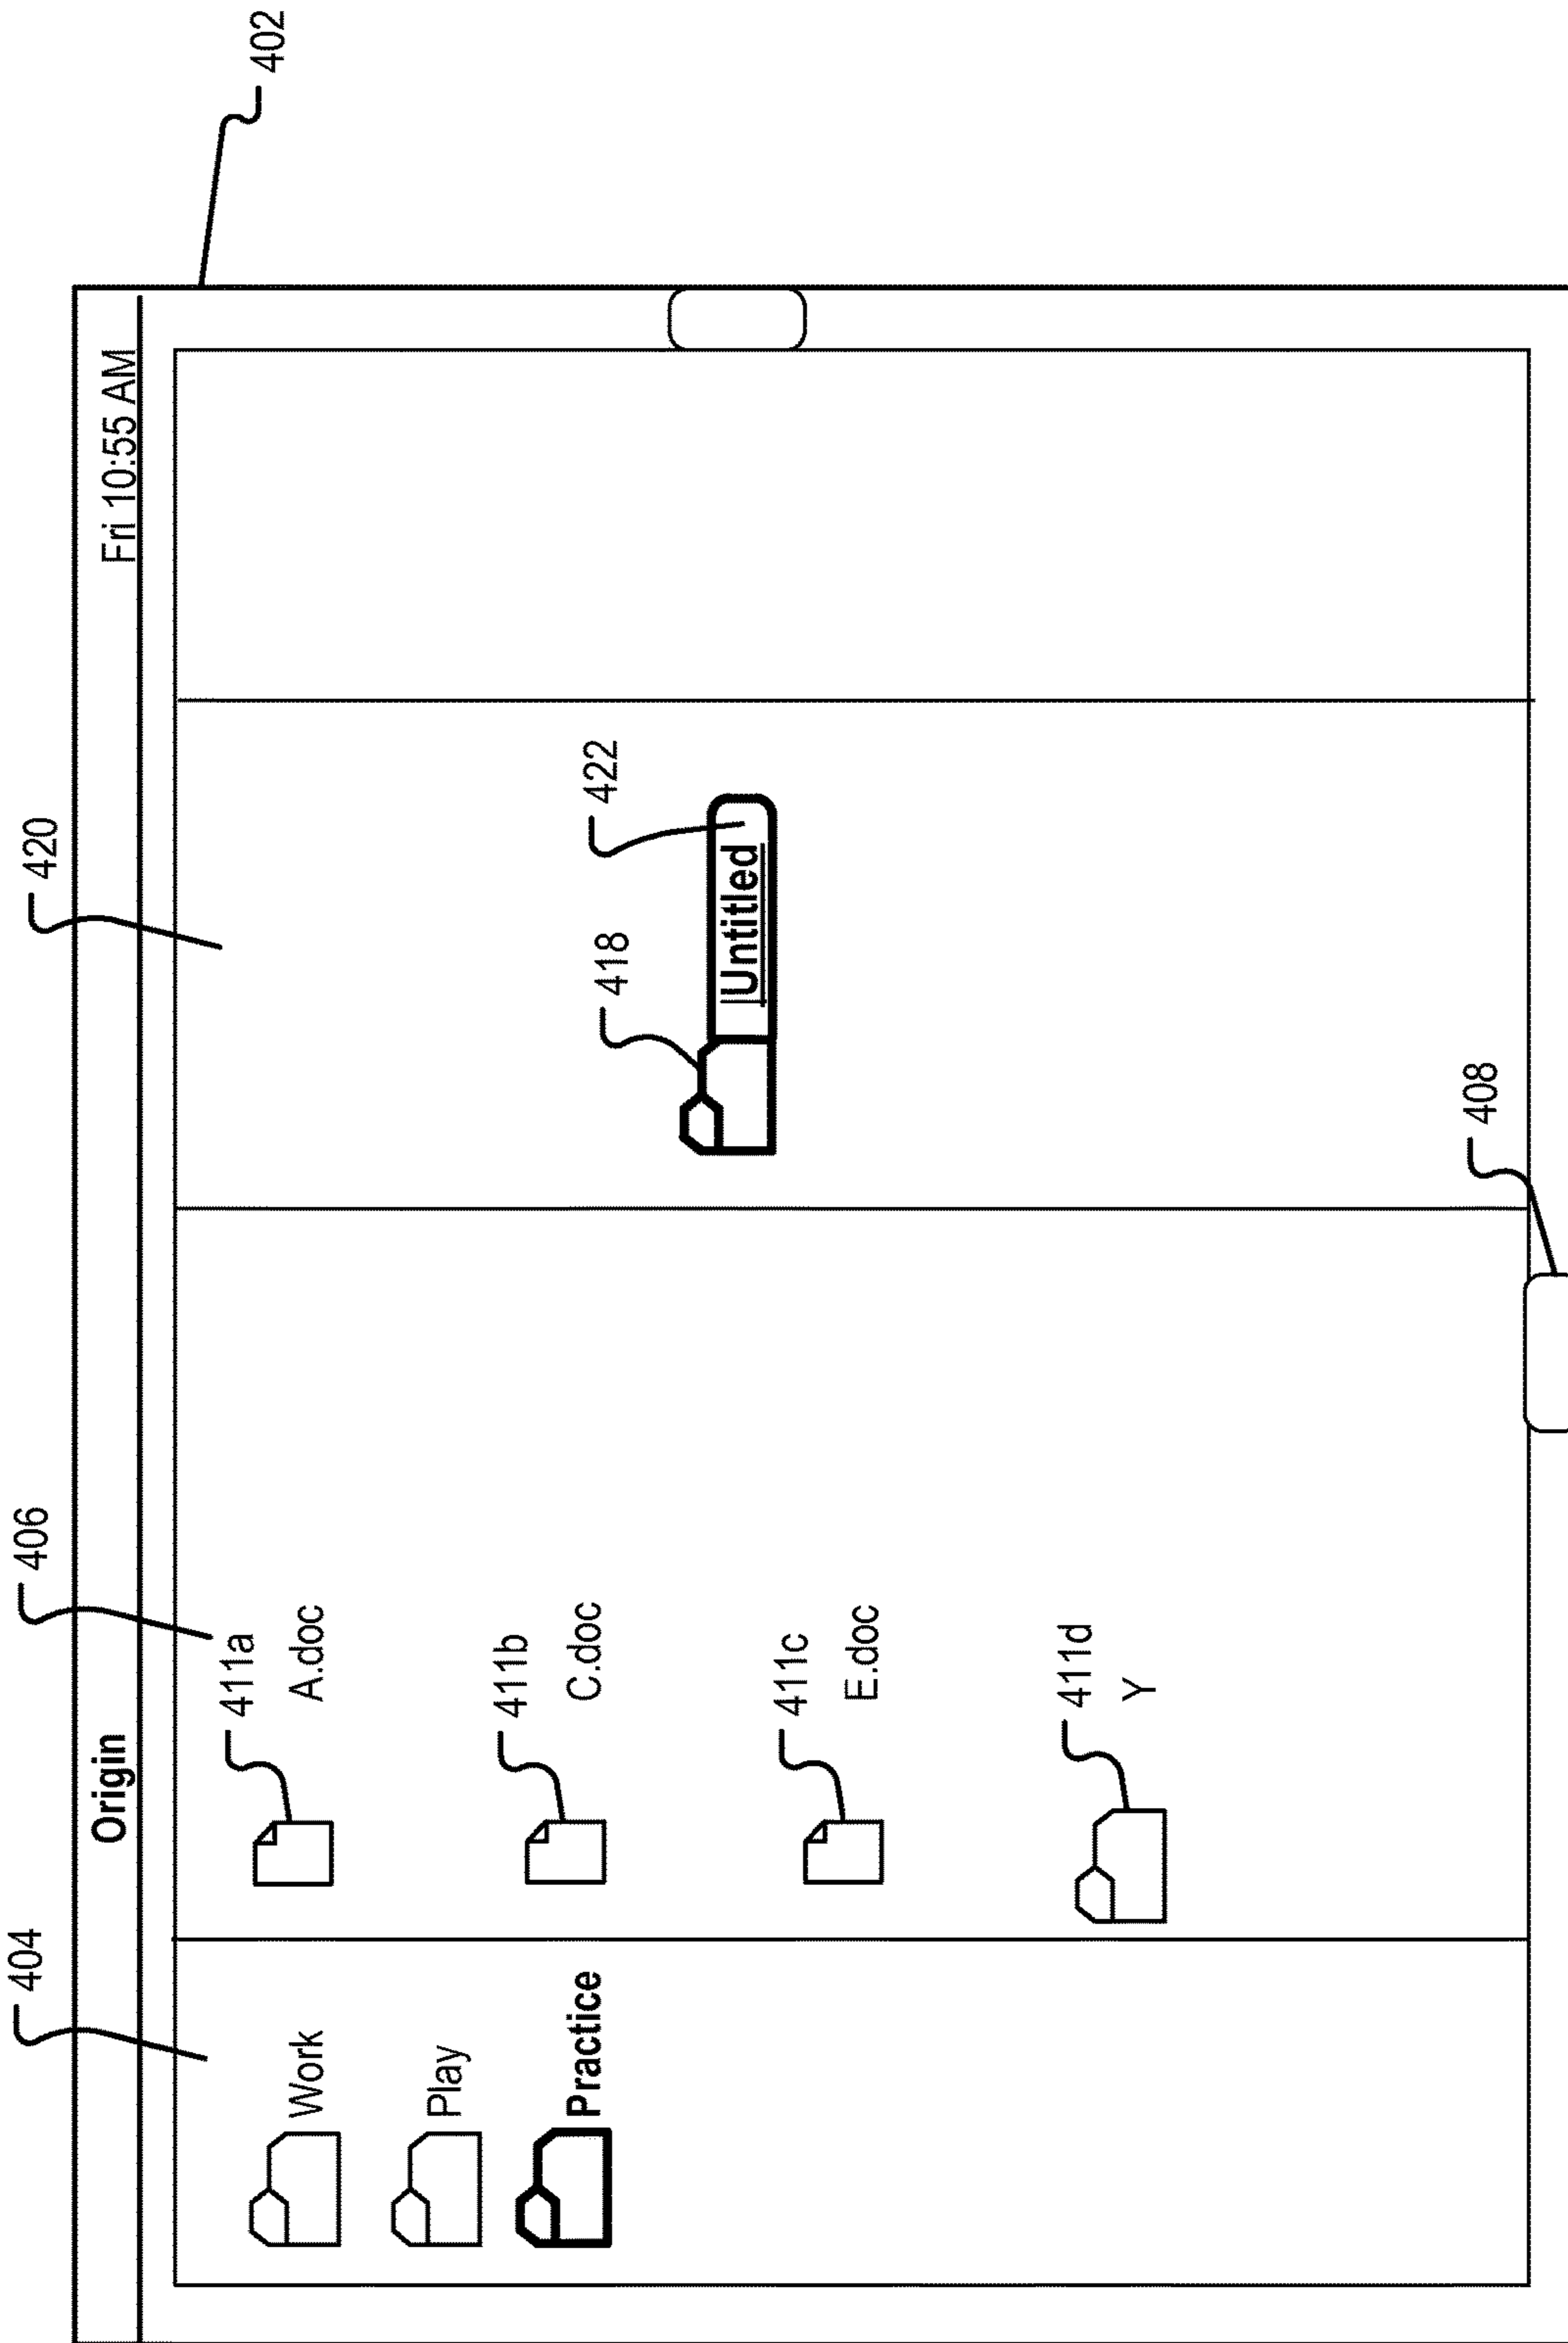 402
Origin
Fri 10:55 AM
404
406
420
Work
Play
Practice
411a
A.doc
411b
C.doc
411c
E.doc
411d
Y
418
422
Untitled
408